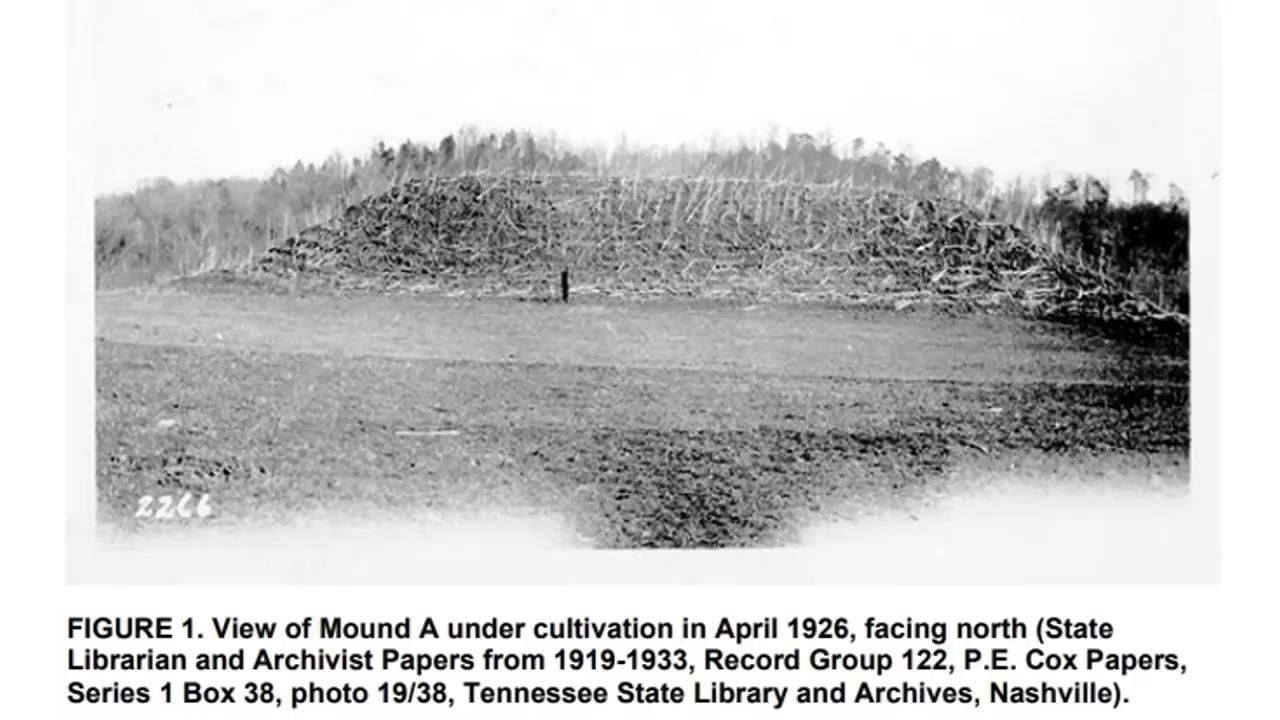 2266
FIGURE 1. View of Mound A under cultivation in April 1926, facing north (State
Librarian and Archivist Papers from 1919-1933, Record Group 122, P.E. Cox Papers,
Series 1 Box 38, photo 19/38, Tennessee State Library and Archives, Nashville).